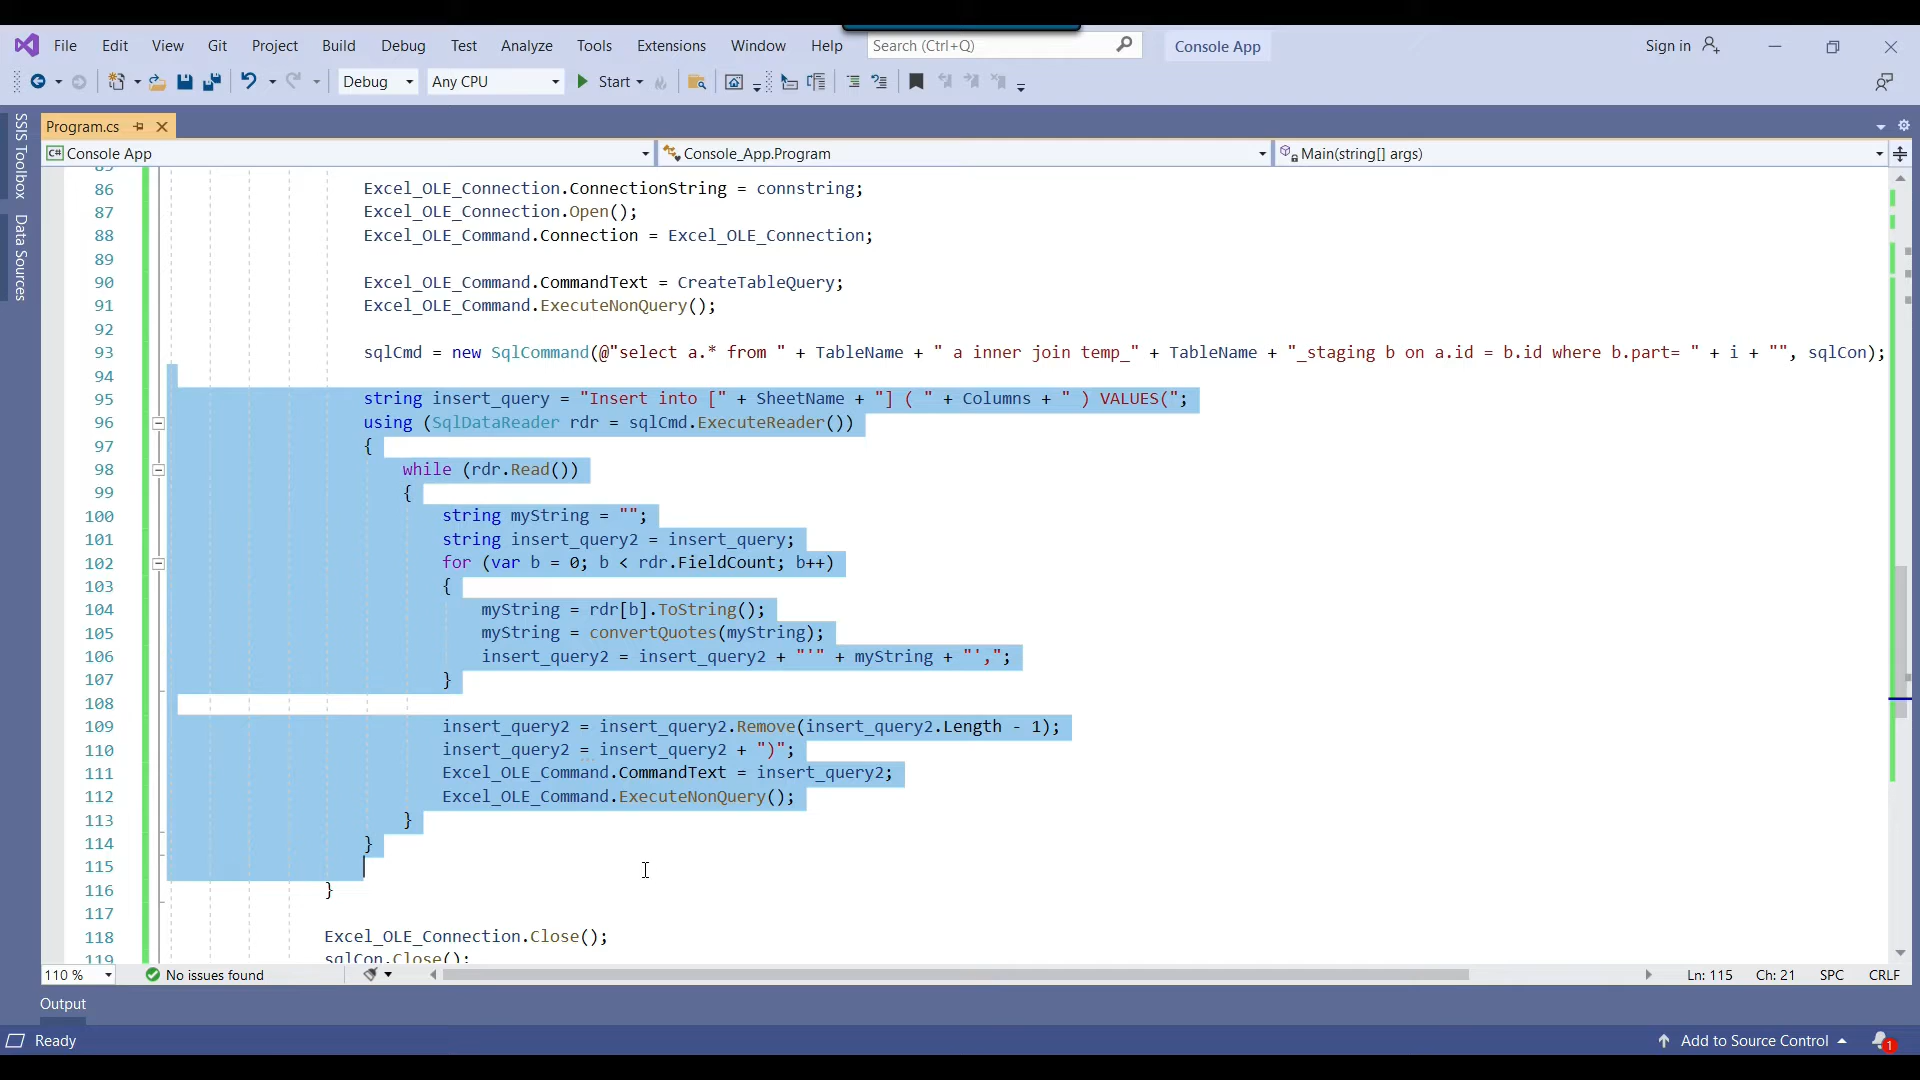 File Edit View Git Project Build Debug Test Analyze Tools Extensions Window Help Search (Ctrl+Q) Console App Sign in
Debug Any CPU Start
SSIS Toolbox
Data Sources
Program.cs
C# Console App Console_App.Program Main(string[] args)
86 Excel_OLE_Connection.ConnectionString = connstring;
87 Excel_OLE_Connection.Open();
88 Excel_OLE_Command.Connection = Excel_OLE_Connection;
89
90 Excel_OLE_Command.CommandText = CreateTableQuery;
91 Excel_OLE_Command.ExecuteNonQuery();
92
93 sqlCmd = new SqlCommand(@"select a.* from " + TableName + " a inner join temp_" + TableName + "_staging b on a.id = b.id where b.part= " + i + "", sqlCon);
94
95 string insert_query = "Insert into [" + SheetName + "] ( " + Columns + " ) VALUES(";
96 using (SqlDataReader rdr = sqlCmd.ExecuteReader())
97 {
98 while (rdr.Read())
99 {
100 string myString = "";
101 string insert_query2 = insert_query;
102 for (var b = 0; b < rdr.FieldCount; b++)
103 {
104 myString = rdr[b].ToString();
105 myString = convertQuotes(myString);
106 insert_query2 = insert_query2 + "'" + myString + "',";
107 }
108
109 insert_query2 = insert_query2.Remove(insert_query2.Length - 1);
110 insert_query2 = insert_query2 + ")";
111 Excel_OLE_Command.CommandText = insert_query2;
112 Excel_OLE_Command.ExecuteNonQuery();
113 }
114 }
115
116 }
117
118 Excel_OLE_Connection.Close();
119 sqlCon.Close();
110 % No issues found Ln: 115 Ch: 21 SPC CRLF
Output
Ready Add to Source Control 1